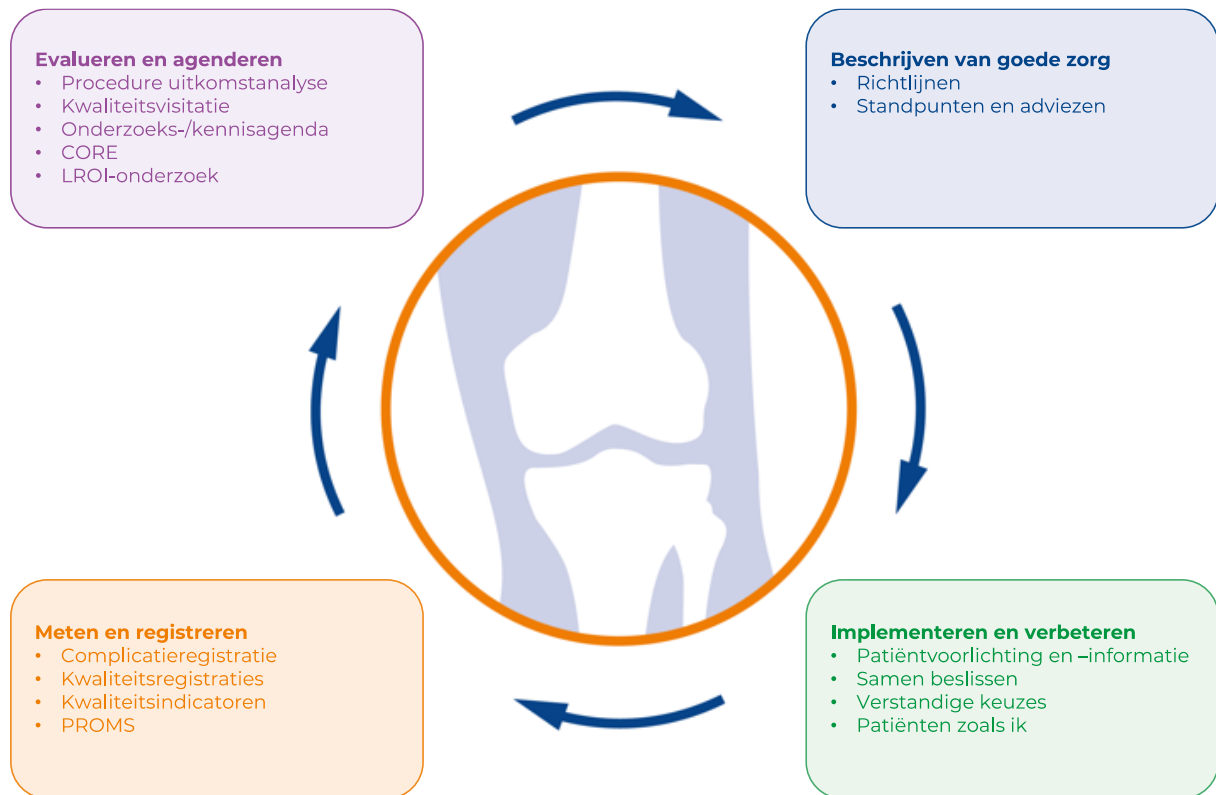 Evalueren en agenderen
• Procedure uitkomstanalyse
• Kwaliteitsvisitatie
• Onderzoeks-/kennisagenda
• CORE
• LROI-onderzoek
Beschrijven van goede zorg
• Richtlijnen
• Standpunten en adviezen
Meten en registreren
• Complicatieregistratie
• Kwaliteitsregistraties
• Kwaliteitsindicatoren
• PROMS
Implementeren en verbeteren
• Patiëntvoorlichting en –informatie
• Samen beslissen
• Verstandige keuzes
• Patiënten zoals ik